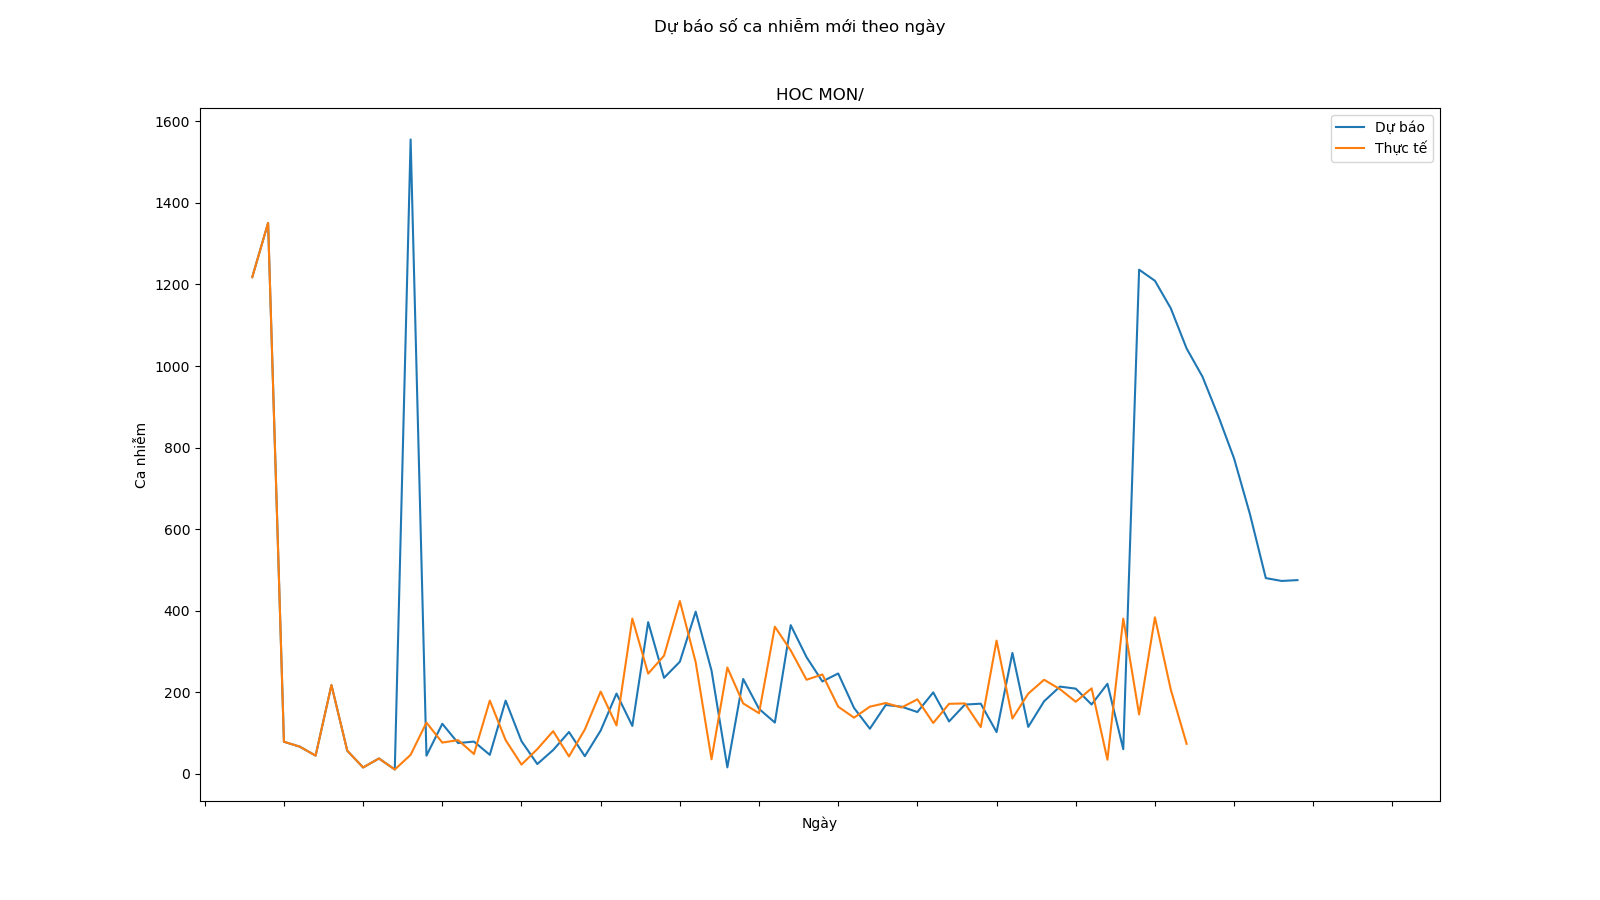 Dự báo số ca nhiễm mới theo ngày
HOC MON/
1600
1400
1200
1000
800
600
400
200
0
Ca nhiễm
Dự báo
Thực tế
Ngày